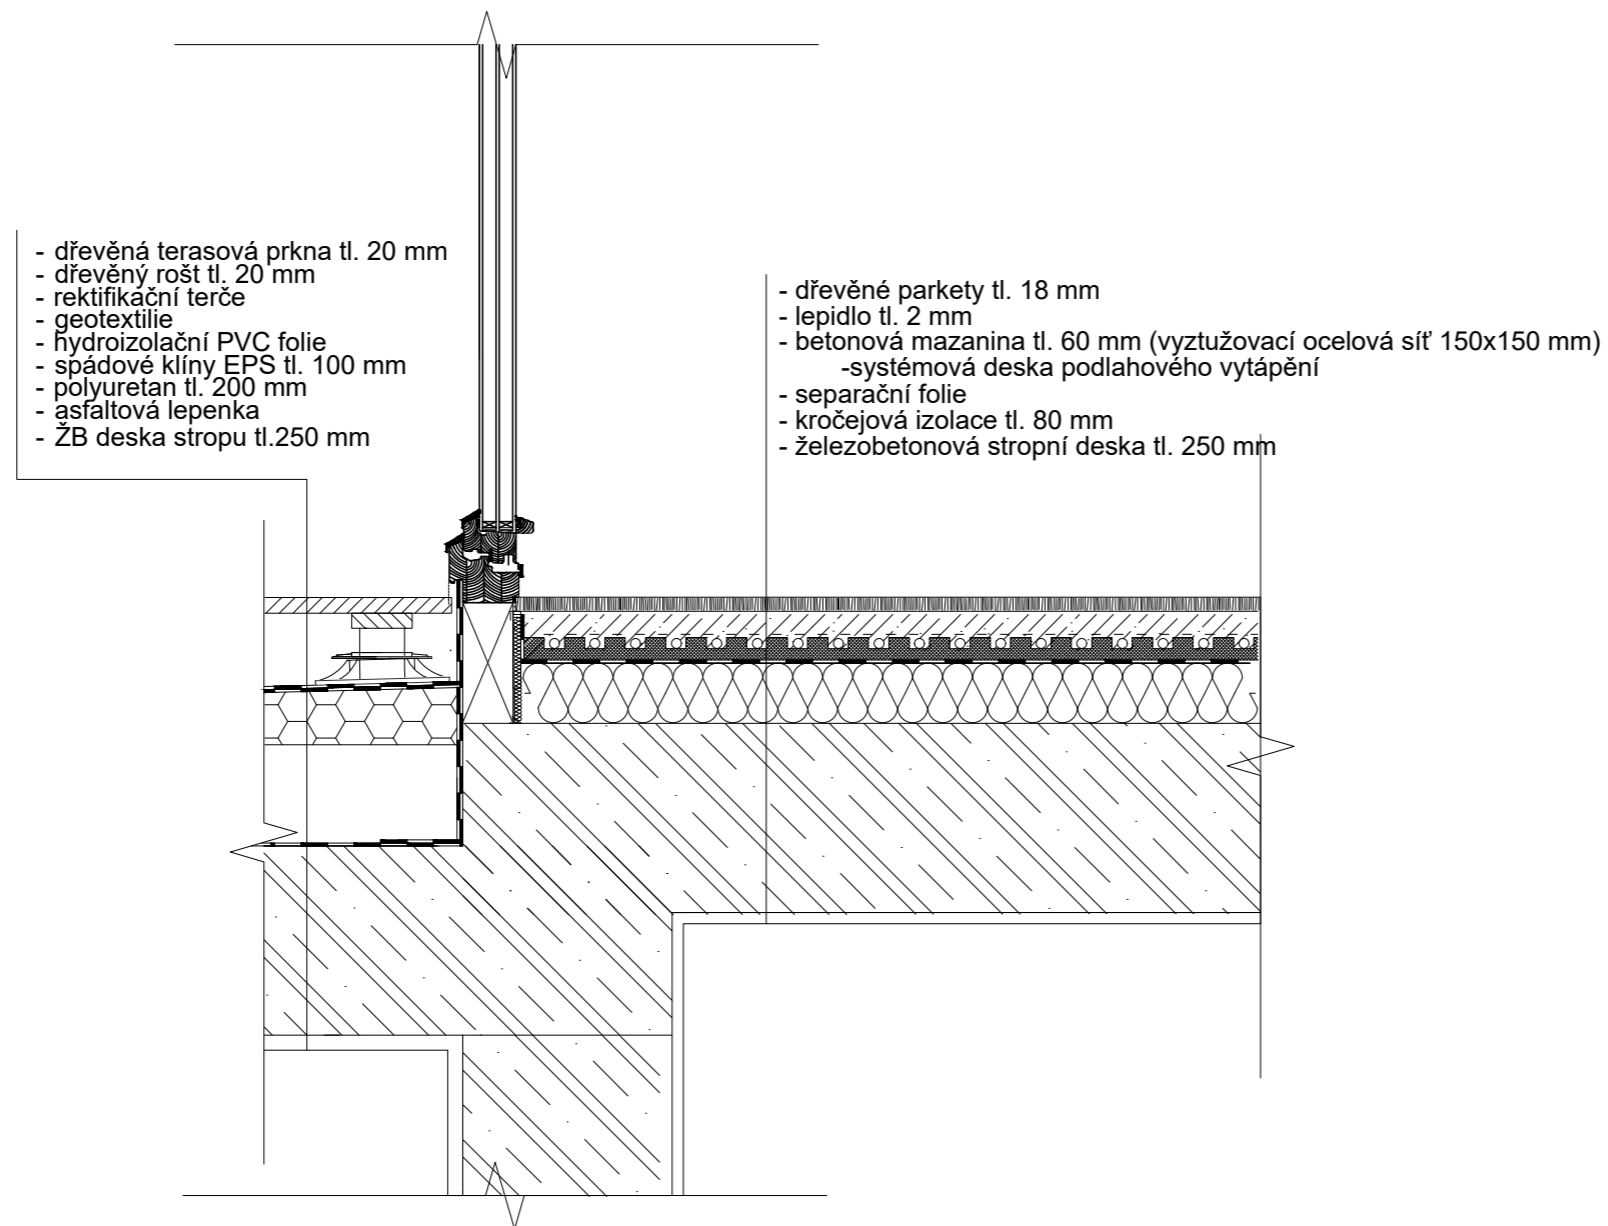 - dřevěná terasová prkna tl. 20 mm
- dřevěný rošt tl. 20 mm
- rektifikační terče
- geotextilie
- hydroizolační PVC folie
- spádové klíny EPS tl. 100 mm
- polyuretan tl. 200 mm
- asfaltová lepenka
- ŽB deska stropu tl.250 mm
- dřevěné parkety tl. 18 mm
- lepidlo tl. 2 mm
- betonová mazanina tl. 60 mm (vyztužovací ocelová síť 150x150 mm)
-systémová deska podlahového vytápění
- separační folie
- kročejová izolace tl. 80 mm
- železobetonová stropní deska tl. 250 mm